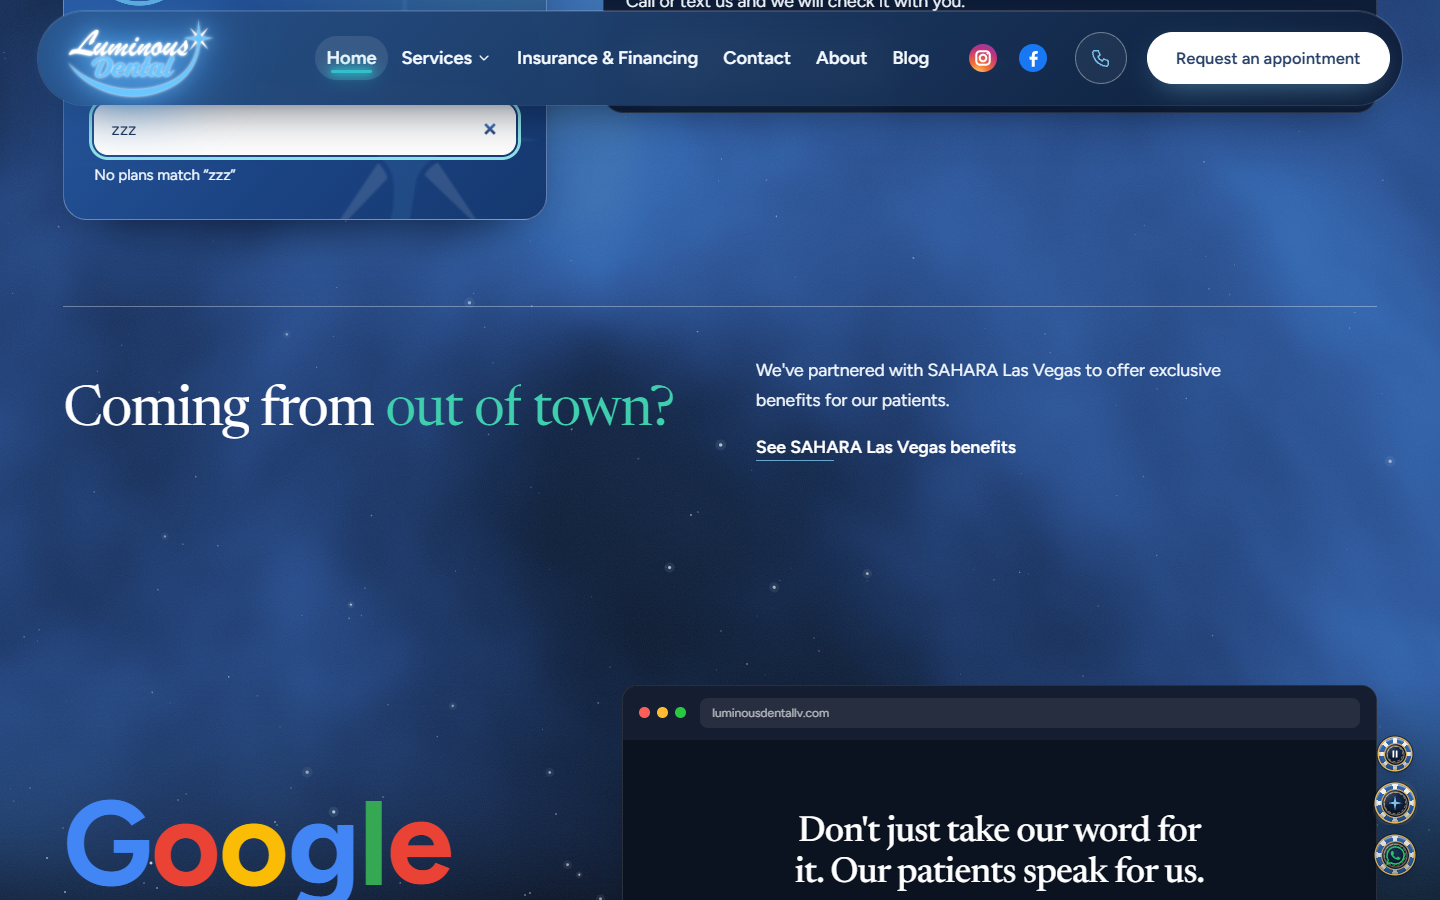 Call or text us and we will check it with you.
Luminous
Dental
Home
Services
Insurance & Financing
Contact
About
Blog
Request an appointment
zzz
No plans match “zzz”
Coming from out of town?
We've partnered with SAHARA Las Vegas to offer exclusive
benefits for our patients.
See SAHARA Las Vegas benefits
luminousdentallv.com
Google
Don't just take our word for
it. Our patients speak for us.